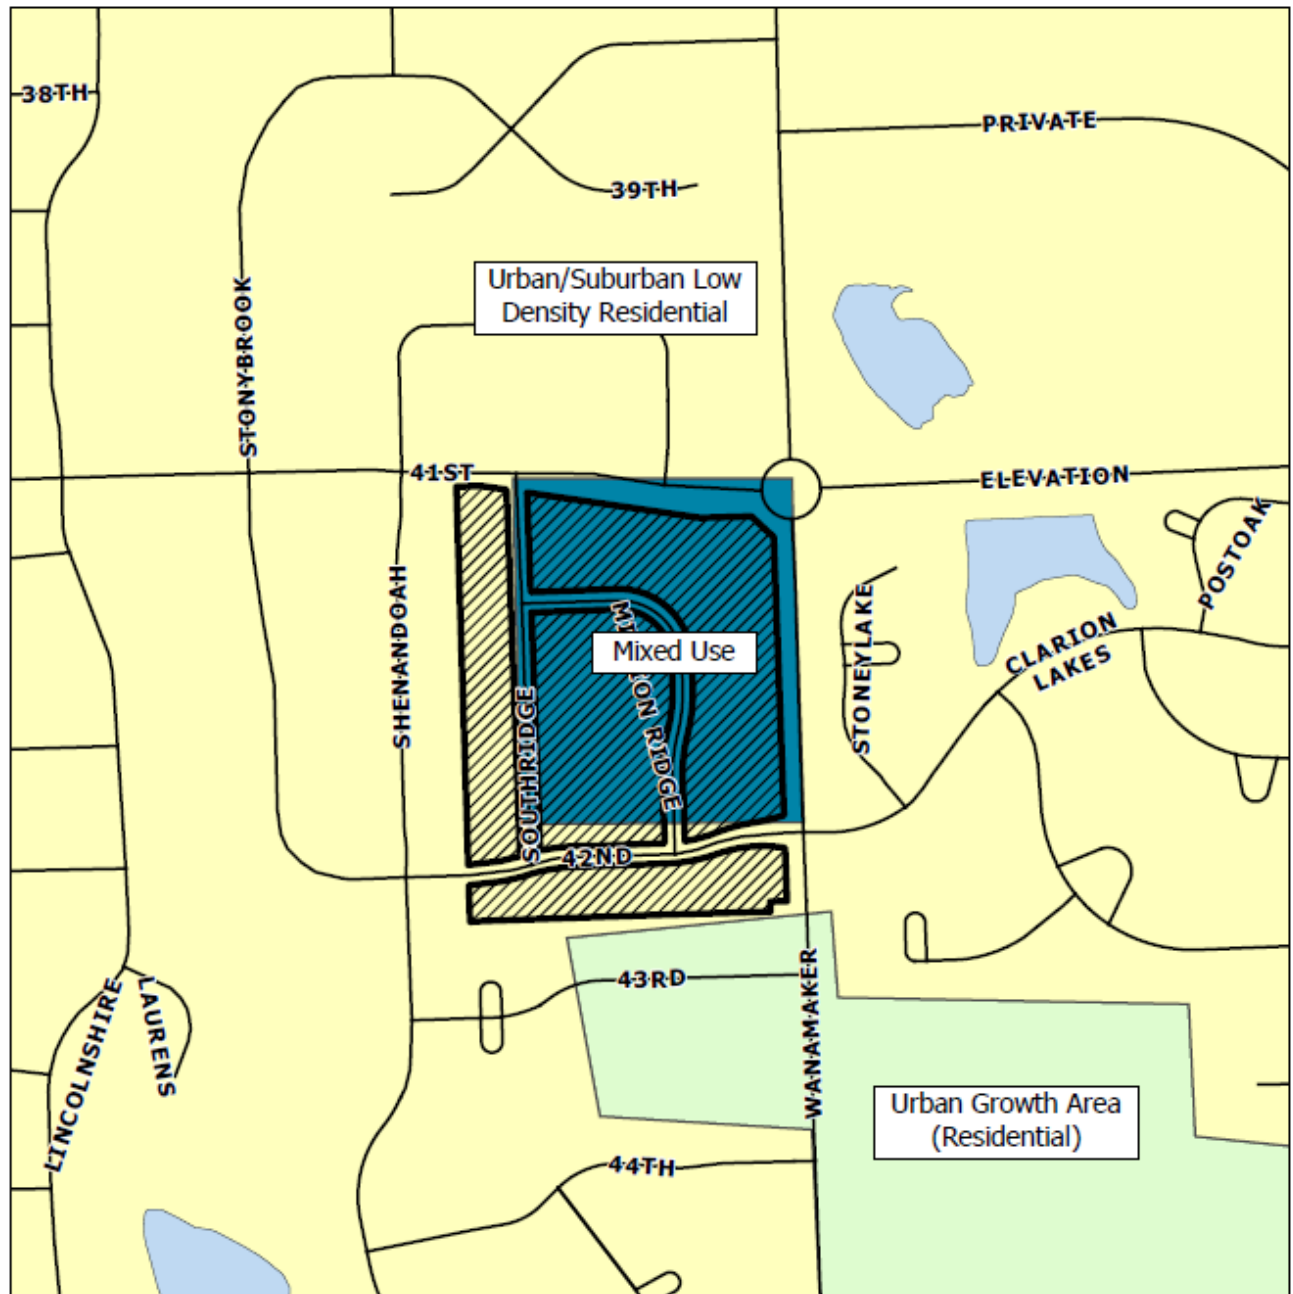 38TH
PRIVATE
39TH
Urban/Suburban Low
Density Residential
STONYBROOK
41ST
ELEVATION
POSTOAK
SHENANDOAH
STONEYLAKE
CLARION
LAKES
Mixed Use
RIDGE
SOUTHRIDGE
42ND
43RD
WANAMAKER
LINCOLNSHIRE
LAURENS
Urban Growth Area
(Residential)
44TH